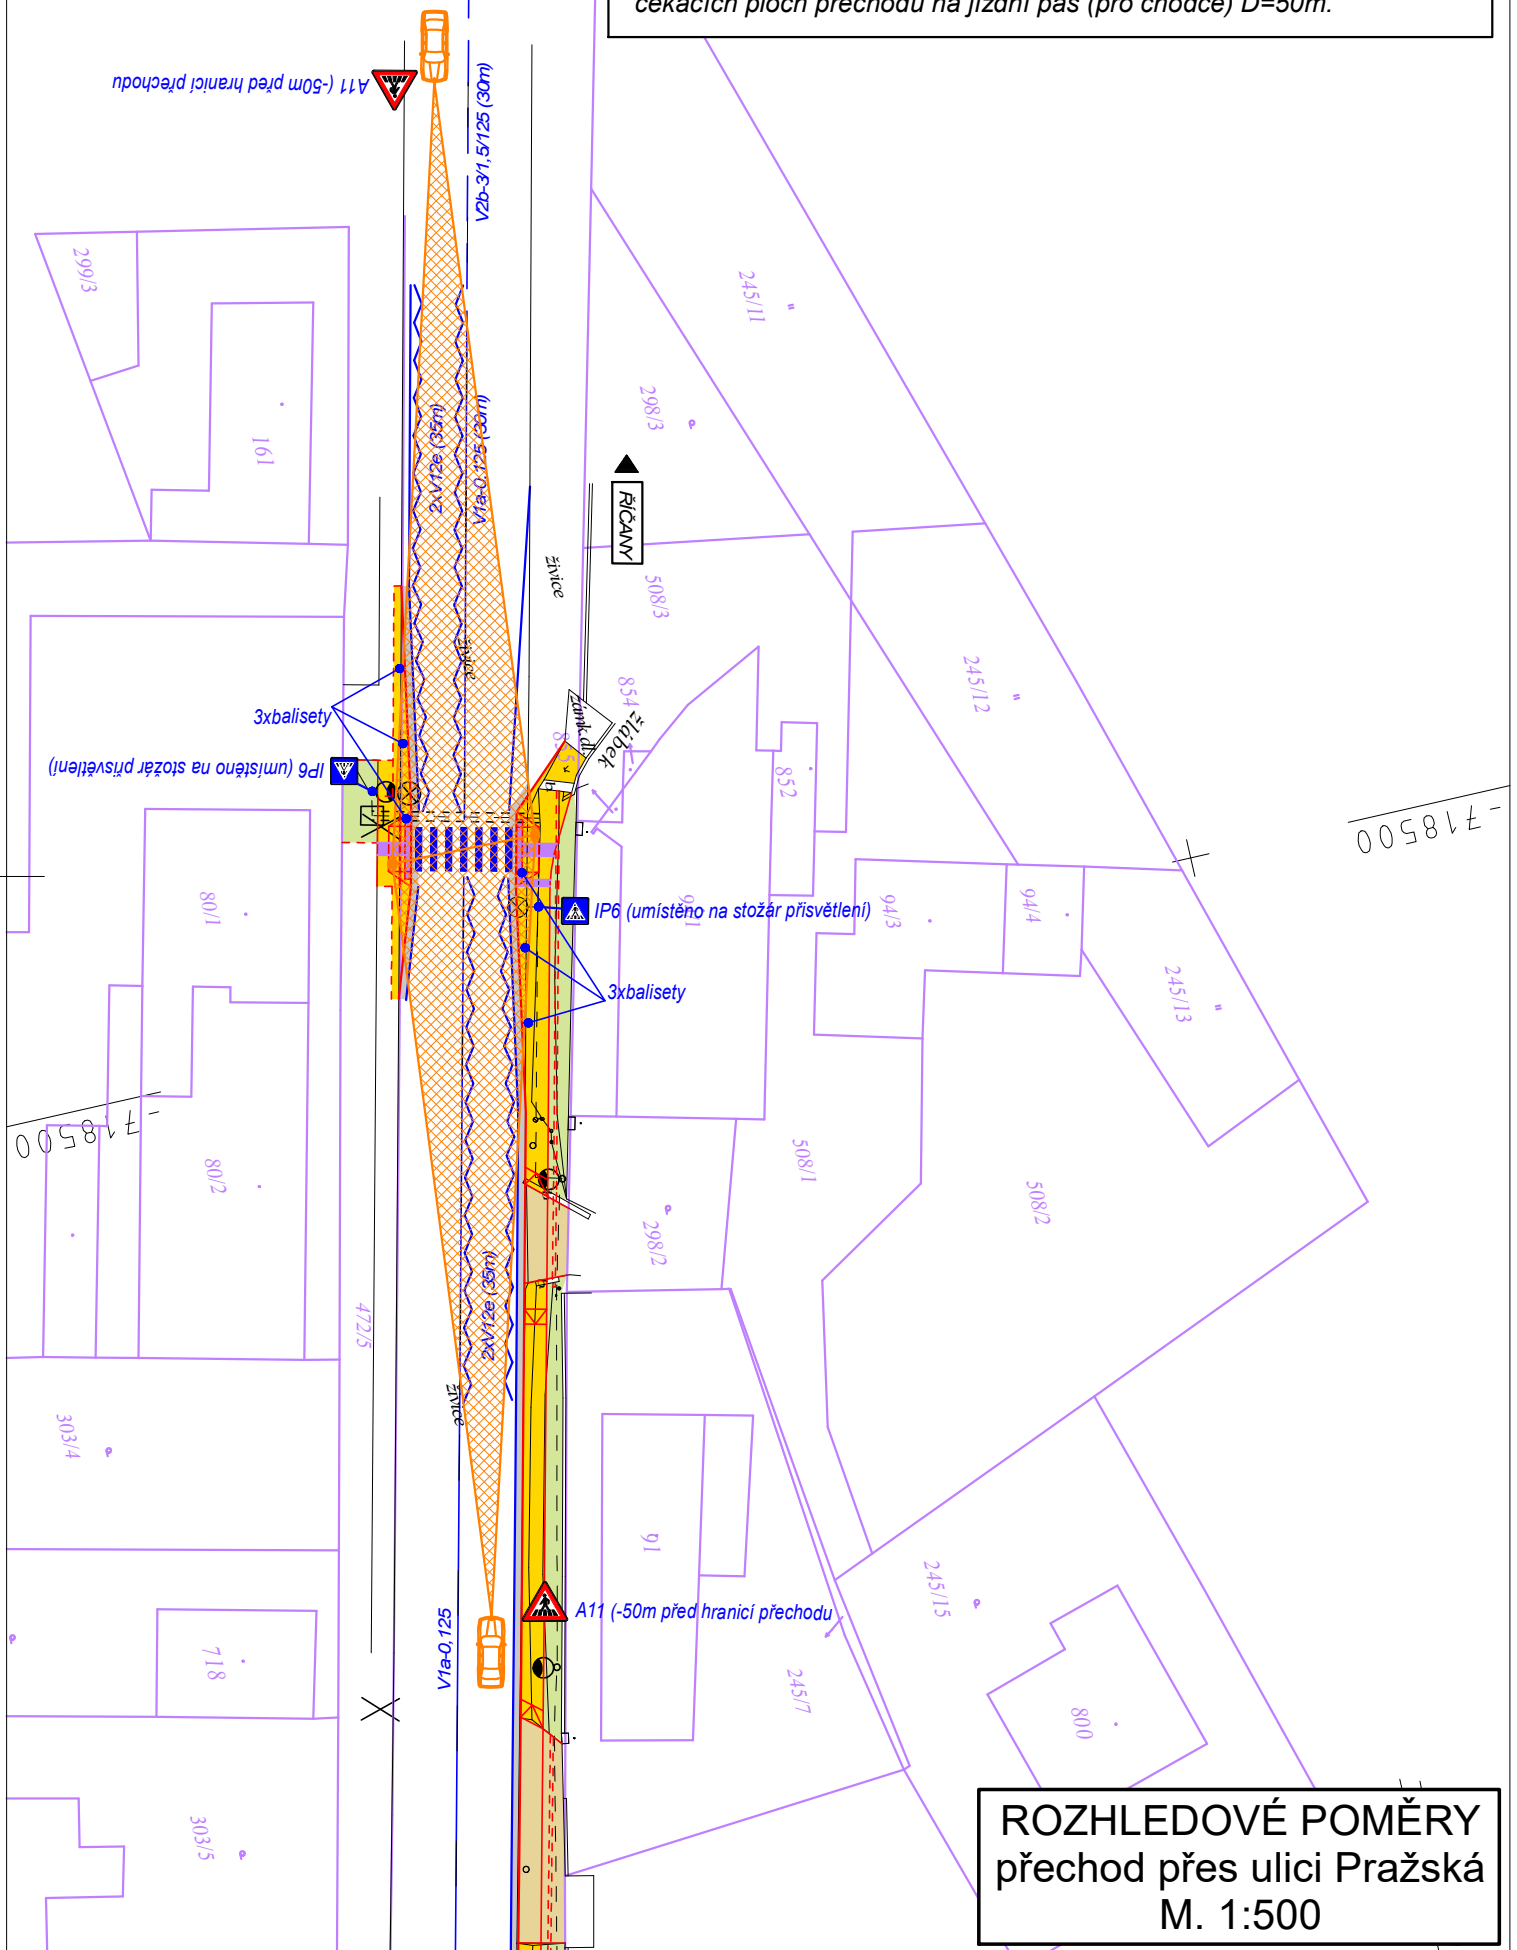 čekacích ploch přechodu na jízdní pás (pro chodce) D=50m.
A11 (-50m před hranicí přechodu
V2b-3/1,5/125 (30m)
299/3
245/11
298/3
161
2xV12e (35m)
ŘÍČANY
živice
508/3
živice
245/12
854
3xbalisety
zámk.dl.
žlábek
IP6 (umístěno na stožár přisvětlení)
852
-718500
80/1
94/3
94/4
IP6 (umístěno na stožár přisvětlení)
245/13
3xbalisety
-718500
80/2
508/1
508/2
298/2
472/5
2xV12e (35m)
živice
303/4
91
245/15
A11 (-50m před hranicí přechodu
V1a-0,125
718
245/7
800
303/5
ROZHLEDOVÉ POMĚRY
přechod přes ulici Pražská
M. 1:500